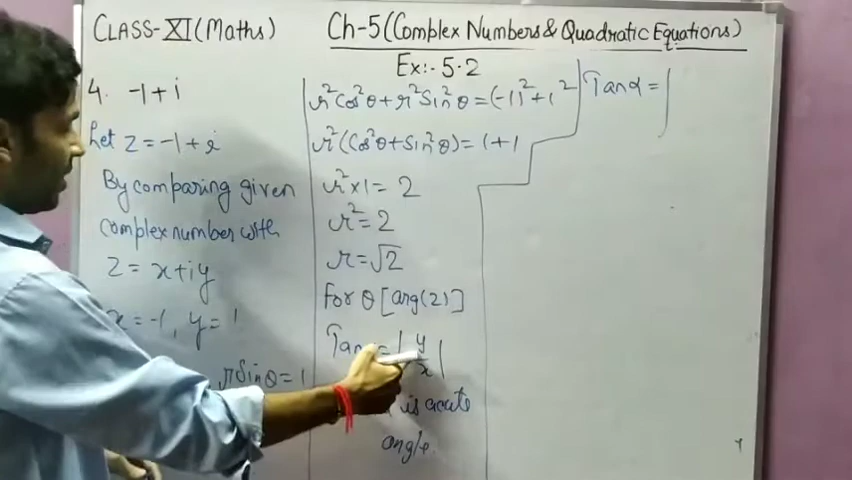 CLASS-XI (Maths)
Ch-5 (Complex Numbers & Quadratic Equations)
Ex:- 5.2
4. -1+i
Let z = -1+i
By comparing given
complex number with
z = x+iy
x = -1, y = 1
r Sinθ = 1
r²Cos²θ + r²Sin²θ = (-1)² + 1²
r²(Cos²θ + Sin²θ) = 1+1
r² x 1 = 2
r² = 2
r = √2
for θ [arg(z)]
Tan = | y/x |
is acute
angle.
Tanα = |